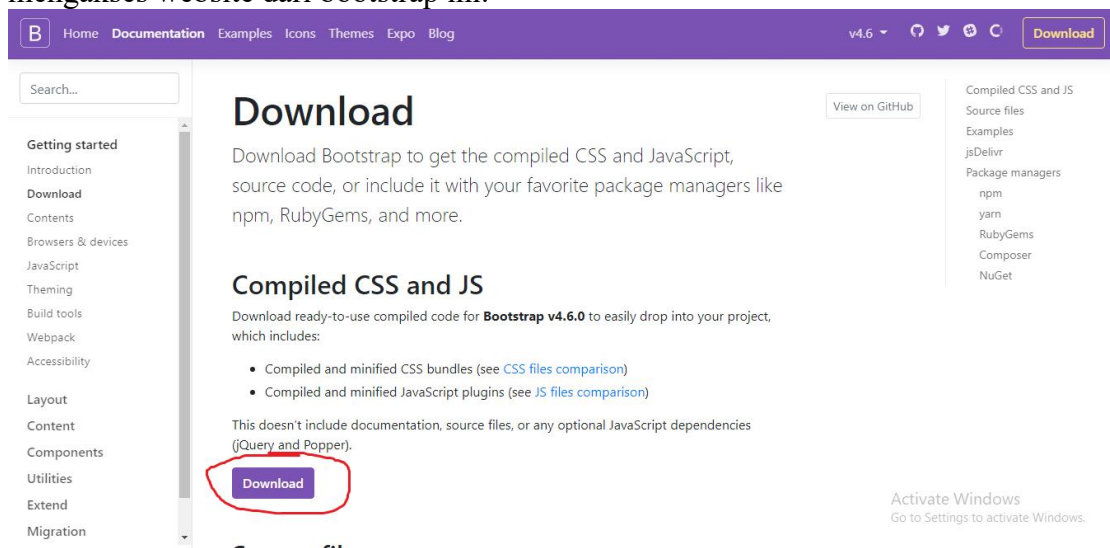 mengakses website dari bootstrap ini.
B Home Documentation Examples Icons Themes Expo Blog v4.6 Download
Search...
Getting started
Introduction
Download
Contents
Browsers & devices
JavaScript
Theming
Build tools
Webpack
Accessibility
Layout
Content
Components
Utilities
Extend
Migration
Download
View on GitHub
Download Bootstrap to get the compiled CSS and JavaScript,
source code, or include it with your favorite package managers like
npm, RubyGems, and more.
Compiled CSS and JS
Download ready-to-use compiled code for Bootstrap v4.6.0 to easily drop into your project,
which includes:
• Compiled and minified CSS bundles (see CSS files comparison)
• Compiled and minified JavaScript plugins (see JS files comparison)
This doesn't include documentation, source files, or any optional JavaScript dependencies
(jQuery and Popper).
Download
Compiled CSS and JS
Source files
Examples
jsDelivr
Package managers
npm
yarn
RubyGems
Composer
NuGet
Activate Windows
Go to Settings to activate Windows.